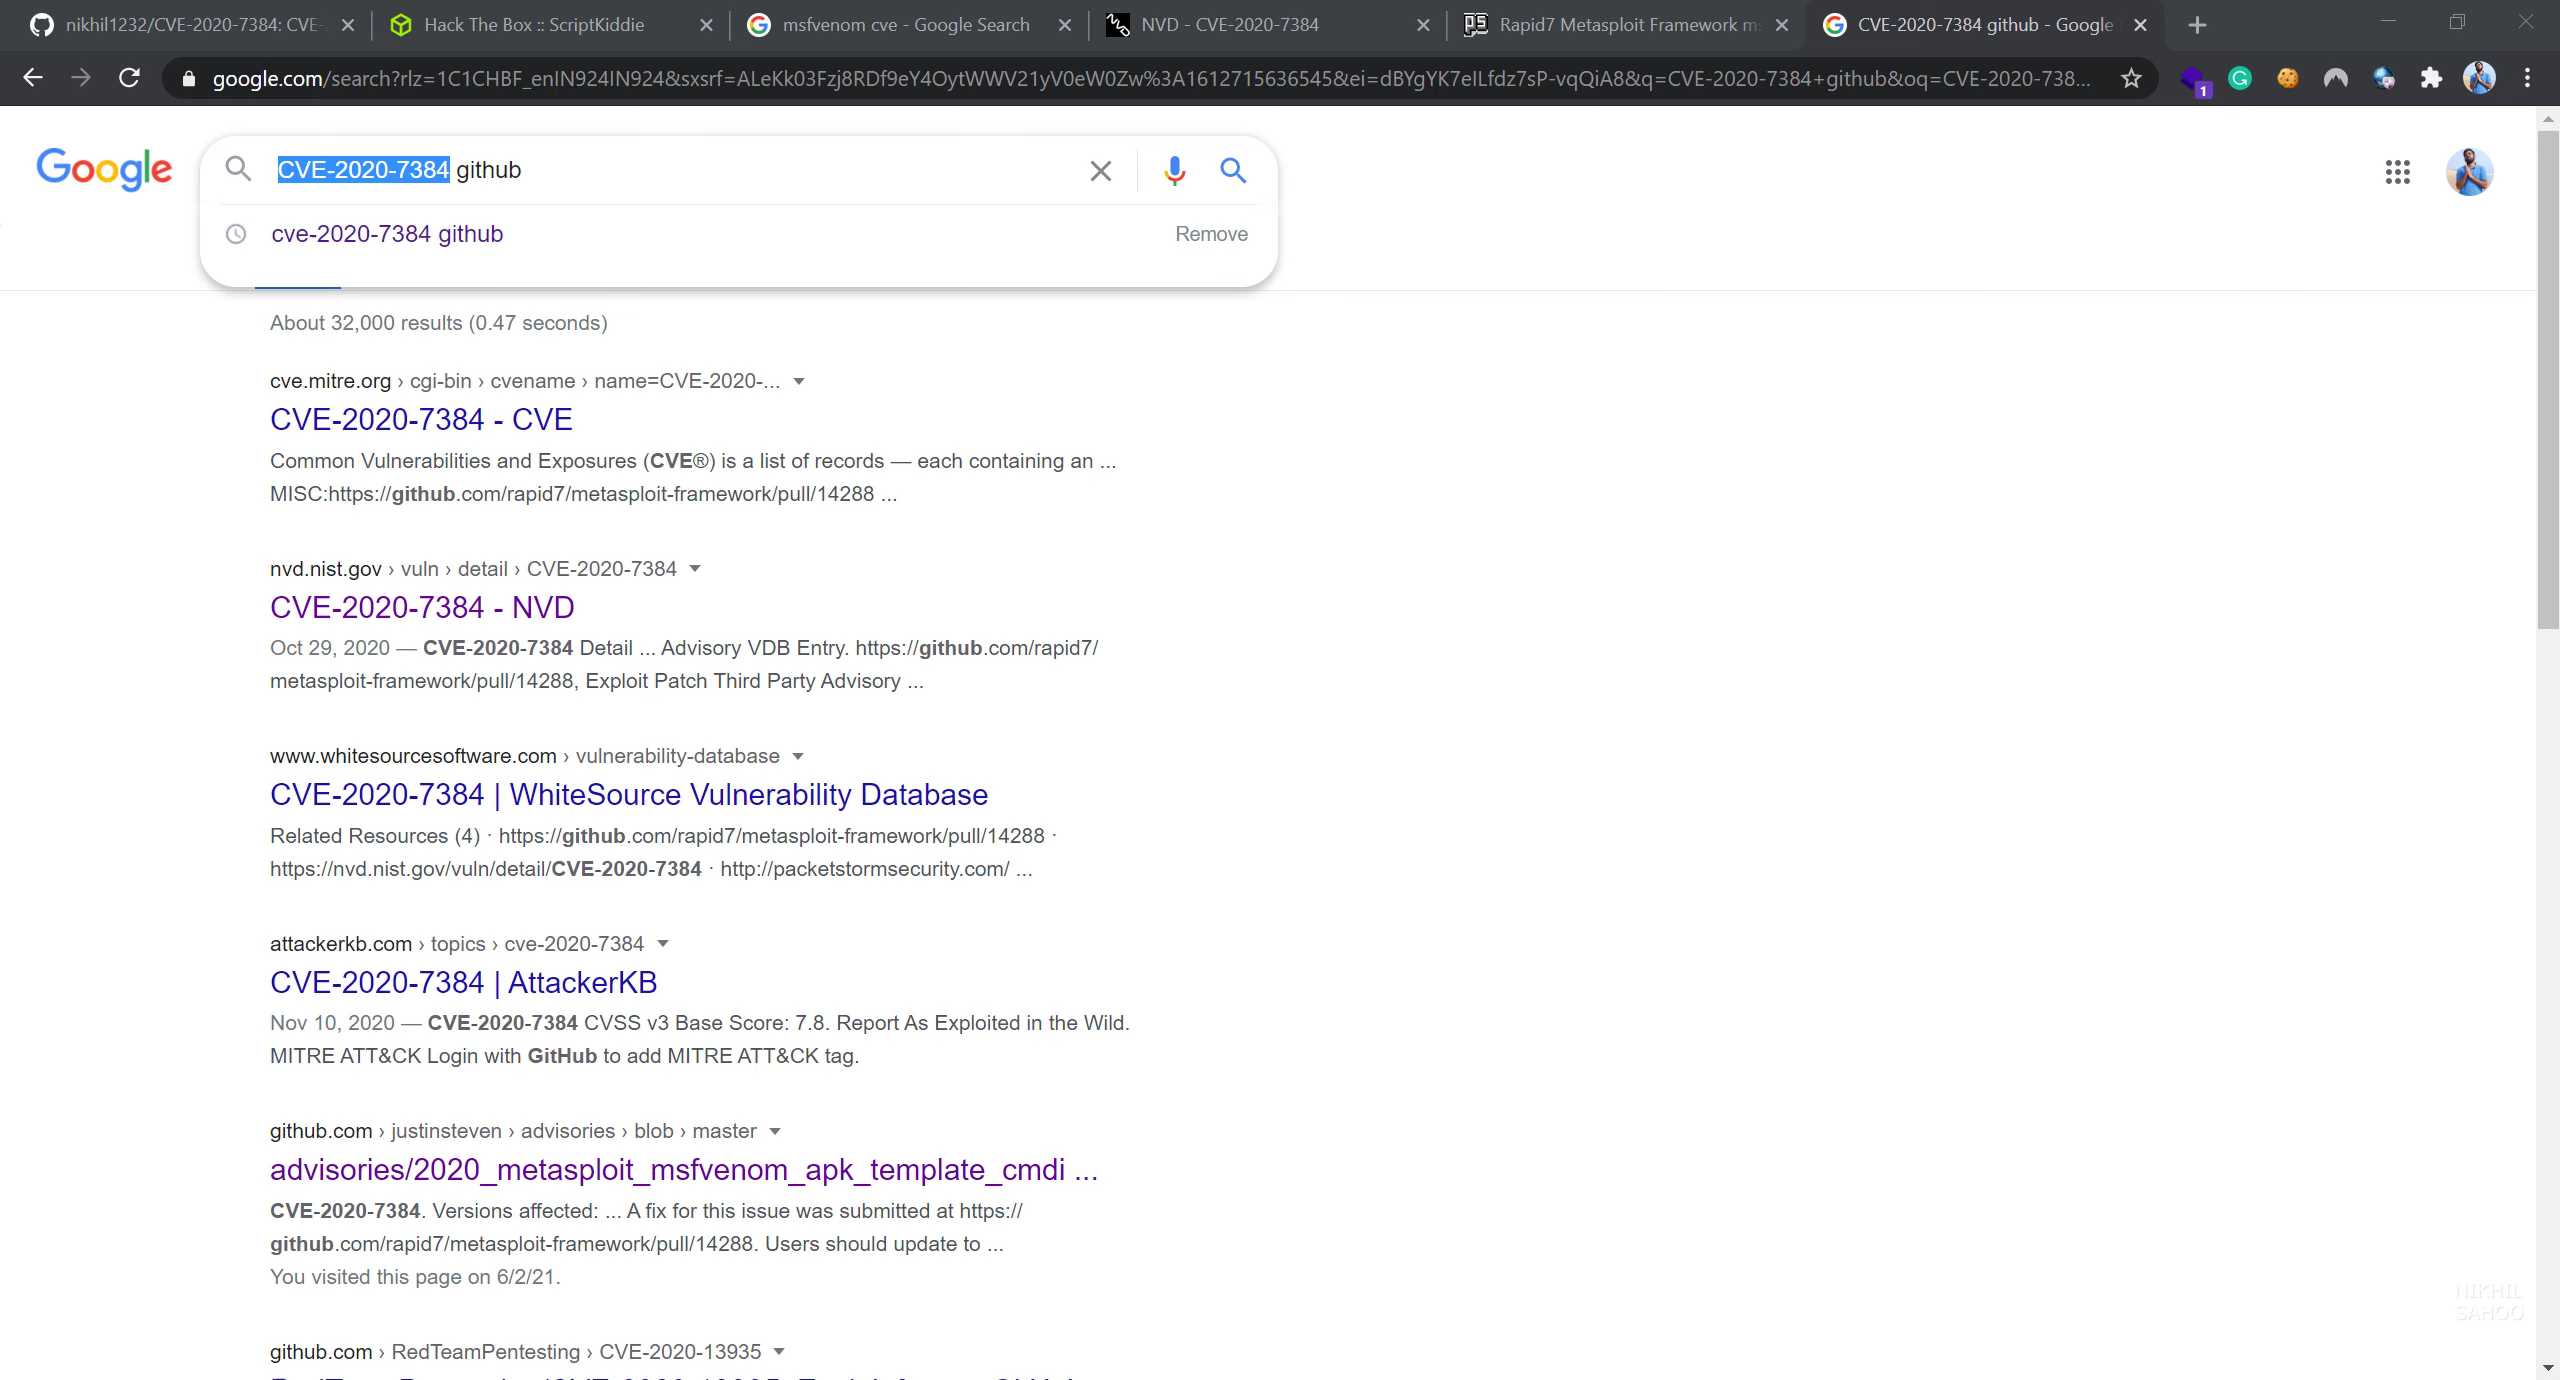 nikhil1232/CVE-2020-7384: CVE-
Hack The Box :: ScriptKiddie
msfvenom cve - Google Search
NVD - CVE-2020-7384
Rapid7 Metasploit Framework ms
CVE-2020-7384 github - Google
google.com/search?rlz=1C1CHBF_enIN924IN924&sxsrf=ALeKk03Fzj8RDf9eY4OytWWV21yV0eW0Zw%3A1612715636545&ei=dBYgYK7eILfdz7sP-vqQiA8&q=CVE-2020-7384+github&oq=CVE-2020-738...
1
Google
CVE-2020-7384 github
cve-2020-7384 github
Remove
About 32,000 results (0.47 seconds)
cve.mitre.org › cgi-bin › cvename › name=CVE-2020-...
CVE-2020-7384 - CVE
Common Vulnerabilities and Exposures (CVE®) is a list of records — each containing an ...
MISC:https://github.com/rapid7/metasploit-framework/pull/14288 ...
nvd.nist.gov › vuln › detail › CVE-2020-7384
CVE-2020-7384 - NVD
Oct 29, 2020 — CVE-2020-7384 Detail ... Advisory VDB Entry. https://github.com/rapid7/
metasploit-framework/pull/14288, Exploit Patch Third Party Advisory ...
www.whitesourcesoftware.com › vulnerability-database
CVE-2020-7384 | WhiteSource Vulnerability Database
Related Resources (4) · https://github.com/rapid7/metasploit-framework/pull/14288 ·
https://nvd.nist.gov/vuln/detail/CVE-2020-7384 · http://packetstormsecurity.com/ ...
attackerkb.com › topics › cve-2020-7384
CVE-2020-7384 | AttackerKB
Nov 10, 2020 — CVE-2020-7384 CVSS v3 Base Score: 7.8. Report As Exploited in the Wild.
MITRE ATT&CK Login with GitHub to add MITRE ATT&CK tag.
github.com › justinsteven › advisories › blob › master
advisories/2020_metasploit_msfvenom_apk_template_cmdi ...
CVE-2020-7384. Versions affected: ... A fix for this issue was submitted at https://
github.com/rapid7/metasploit-framework/pull/14288. Users should update to ...
You visited this page on 6/2/21.
NIKHIL
SAHOO
github.com › RedTeamPentesting › CVE-2020-13935